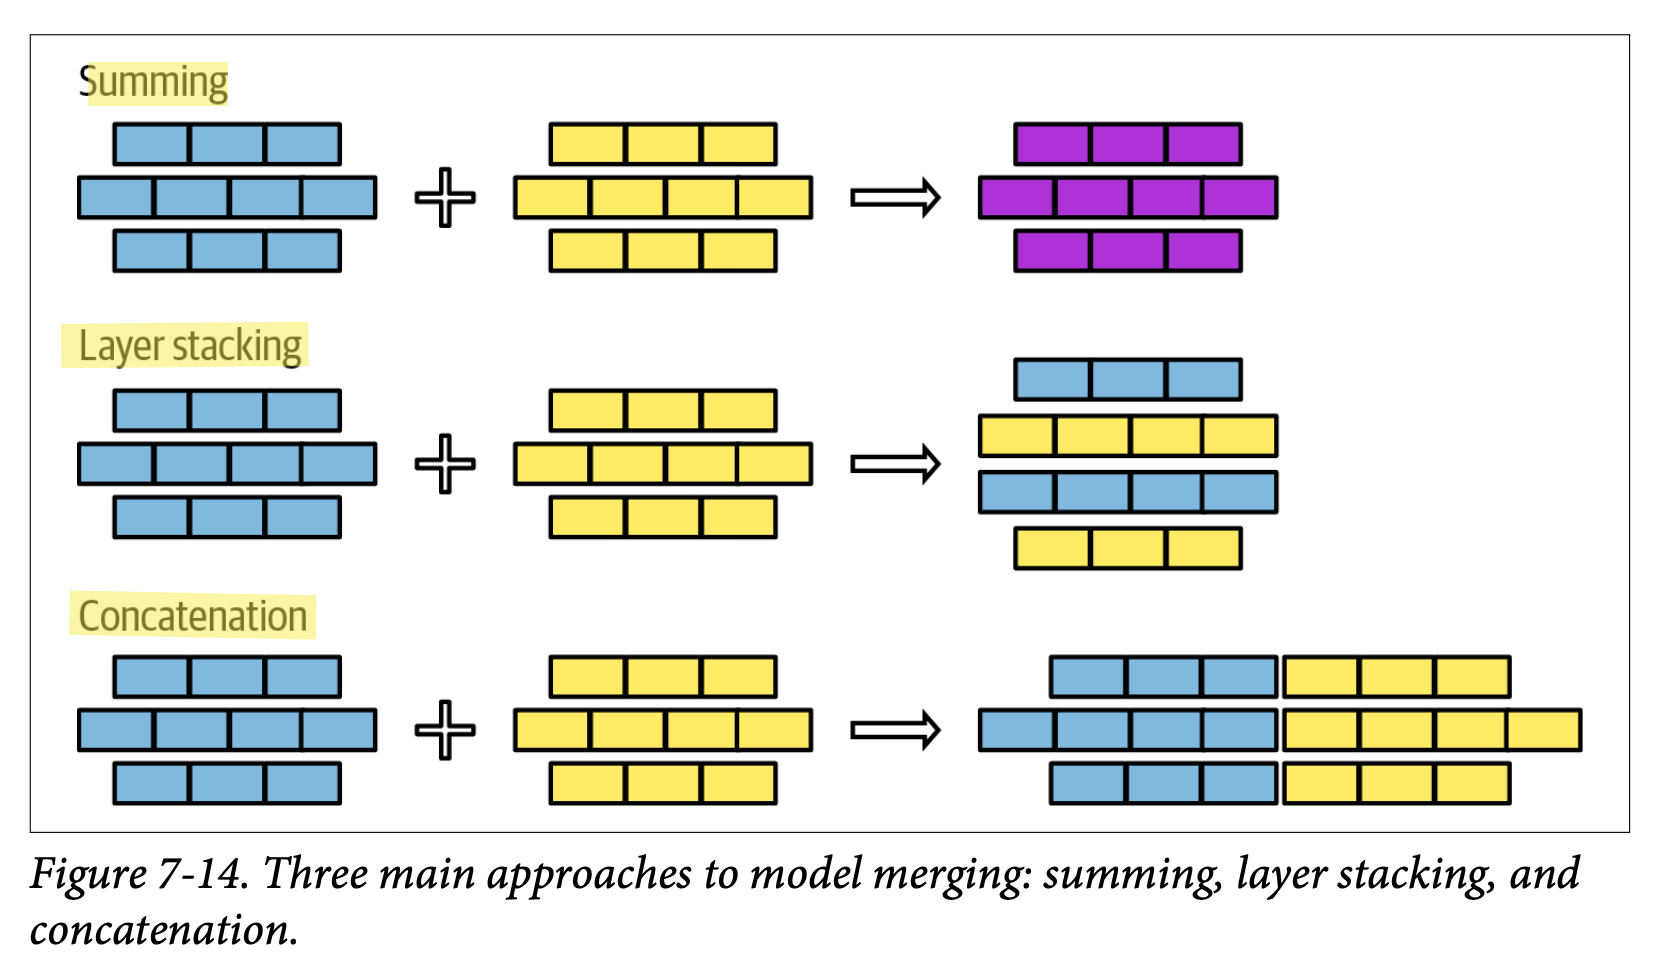 Summing
Layer stacking
Concatenation
Figure 7-14. Three main approaches to model merging: summing, layer stacking, and
concatenation.